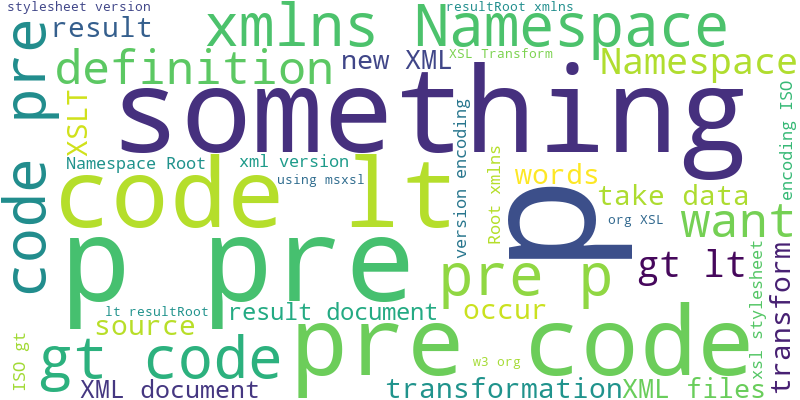 stylesheet version
resultRoot xmlns
result
xmlns Namespace
definition
new XML
XSL Transform
Namespace
code pre
XSLT
something
encoding ISO
Namespace Root
xml version
using msxsl
version encoding
Root xmlns
words
code lt
p
take data
org XSL
want
p pre
pre p
gt lt
transform
xsl stylesheet
lt resultRoot
result document
occur
source
pre code
ISO gt
gt code
w3 org
XML document
transformation
XML files